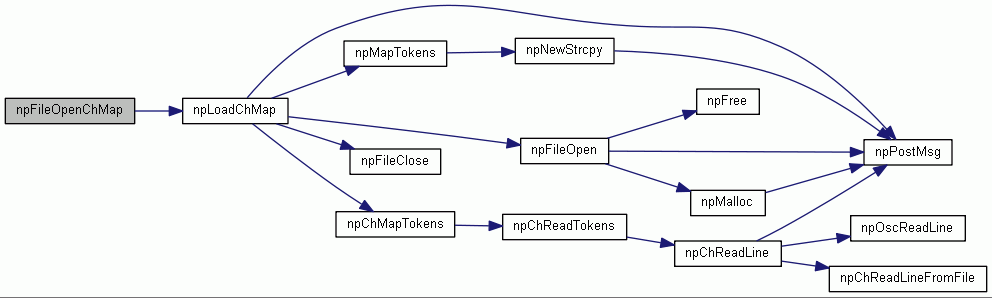 npFileOpenChMap
npLoadChMap
npMapTokens
npNewStrcpy
npFree
npFileOpen
npPostMsg
npFileClose
npMalloc
npChMapTokens
npChReadTokens
npChReadLine
npOscReadLine
npChReadLineFromFile